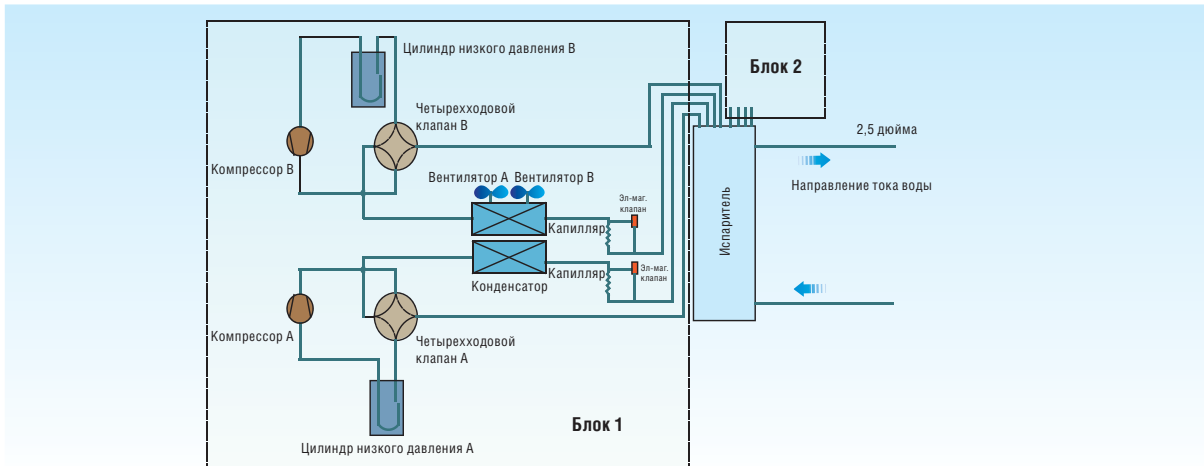 Цилиндр низкого давления В
Блок 2
Четырехходовой
клапан В
2,5 дюйма
Компрессор В
Вентилятор А Вентилятор В
Направление тока воды
Эл-маг.
клапан
Капилляр
Испаритель
Эл-маг.
клапан
Капилляр
Конденсатор
Компрессор А
Четырехходовой
клапан А
Блок 1
Цилиндр низкого давления А